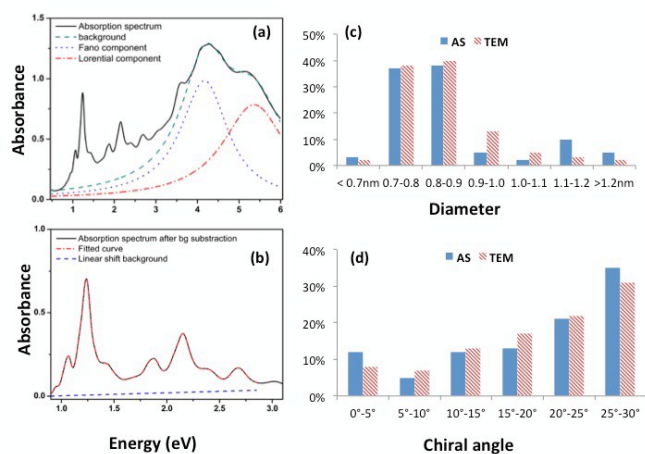 (a)
Absorption spectrum
background
Fano component
Lorential component
Absorbance
1.5
1.0
0.5
0.0
1 2 3 4 5 6
(b)
Absorption spectrum after bg substraction
Fitted curve
Linear shift background
Absorbance
1.0
0.5
0.0
1.0 1.5 2.0 2.5 3.0
Energy (eV)
(c)
AS TEM
50%
40%
30%
20%
10%
0%
< 0.7nm 0.7-0.8 0.8-0.9 0.9-1.0 1.0-1.1 1.1-1.2 >1.2nm
Diameter
(d)
AS TEM
40%
30%
20%
10%
0%
0°-5° 5°-10° 10°-15° 15°-20° 20°-25° 25°-30°
Chiral angle